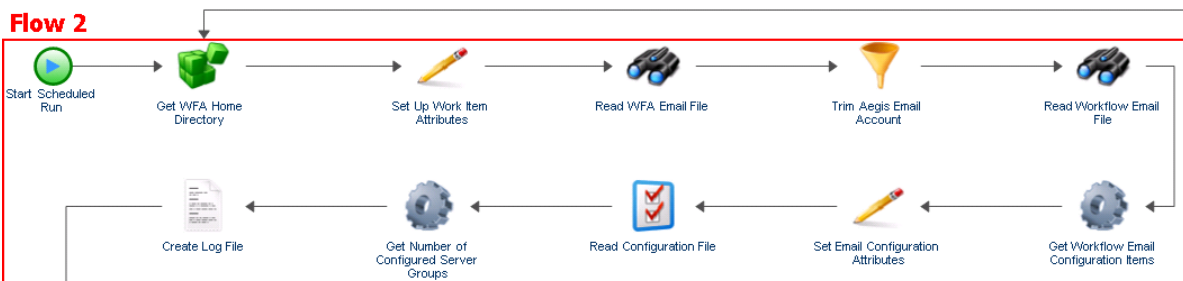 Flow 2
Start Scheduled
Run
Get WFA Home
Directory
Set Up Work Item
Attributes
Read WFA Email File
Trim Aegis Email
Account
Read Workflow Email
File
Create Log File
Get Number of
Configured Server
Groups
Read Configuration File
Set Email Configuration
Attributes
Get Workflow Email
Configuration Items